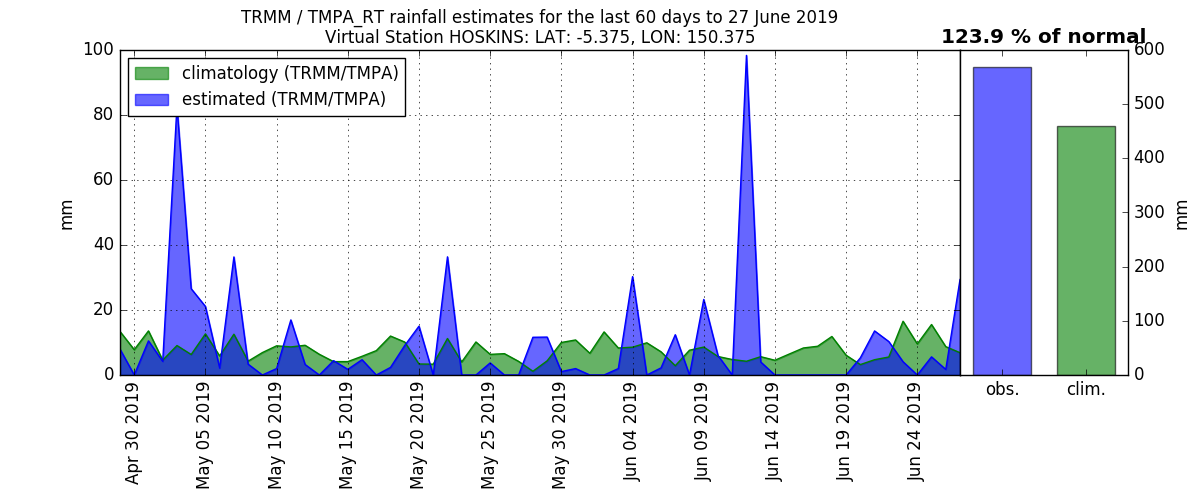 TRMM / TMPA_RT rainfall estimates for the last 60 days to 27 June 2019
Virtual Station HOSKINS: LAT: -5.375, LON: 150.375
123.9 % of normal
climatology (TRMM/TMPA)
estimated (TRMM/TMPA)
100
80
60
40
20
0
mm
Apr 30 2019
May 05 2019
May 10 2019
May 15 2019
May 20 2019
May 25 2019
May 30 2019
Jun 04 2019
Jun 09 2019
Jun 14 2019
Jun 19 2019
Jun 24 2019
obs.
clim.
600
500
400
300
200
100
0
mm